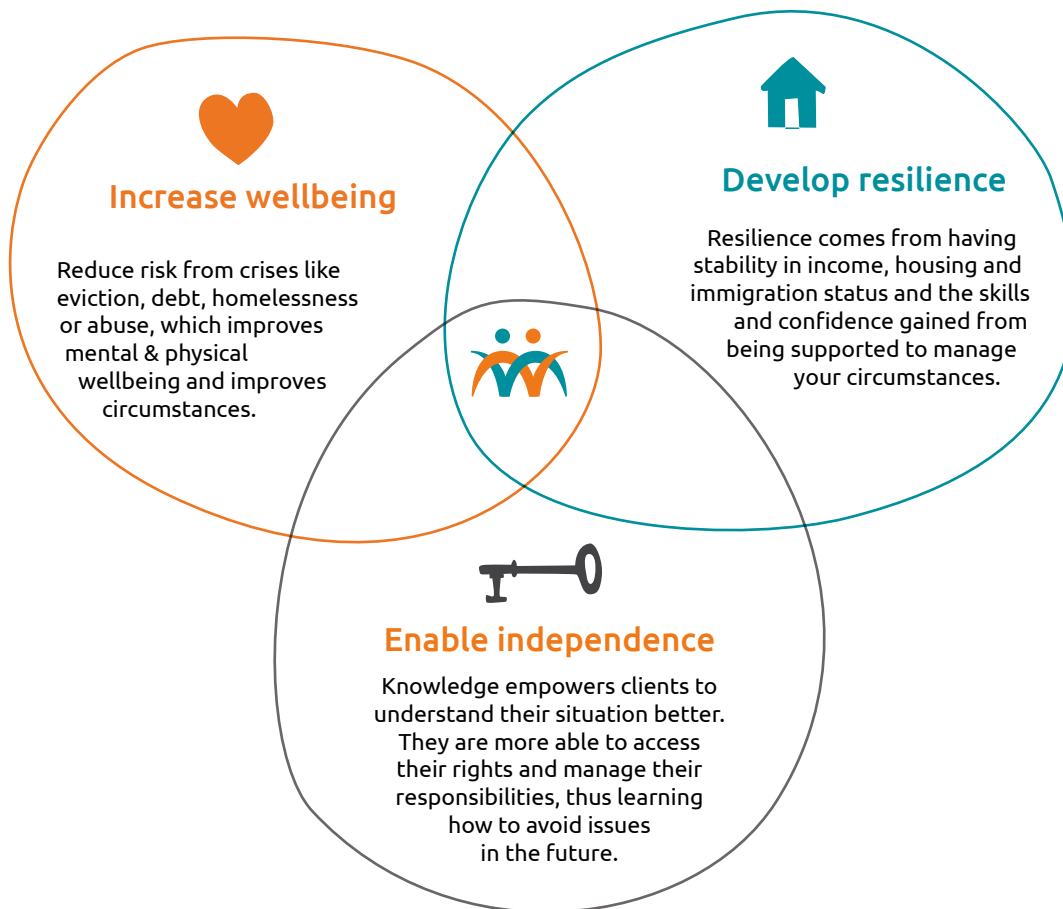 Increase wellbeing
Reduce risk from crises like
eviction, debt, homelessness
or abuse, which improves
mental & physical
wellbeing and improves
circumstances.
Develop resilience
Resilience comes from having
stability in income, housing and
immigration status and the skills
and confidence gained from
being supported to manage
your circumstances.
Enable independence
Knowledge empowers clients to
understand their situation better.
They are more able to access
their rights and manage their
responsibilities, thus learning
how to avoid issues
in the future.